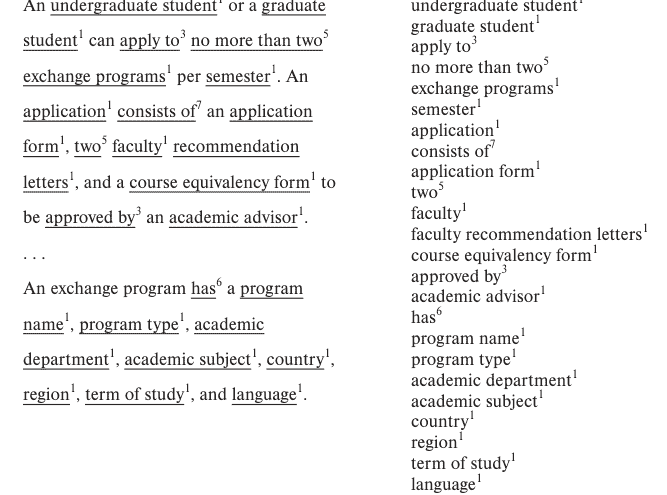 An undergraduate student¹ or a graduate
student¹ can apply to³ no more than two⁵
exchange programs¹ per semester¹. An
application¹ consists of⁷ an application
form¹, two⁵ faculty¹ recommendation
letters¹, and a course equivalency form¹ to
be approved by³ an academic advisor¹.
. . .
An exchange program has⁶ a program
name¹, program type¹, academic
department¹, academic subject¹, country¹,
region¹, term of study¹, and language¹.
undergraduate student¹
graduate student¹
apply to³
no more than two⁵
exchange programs¹
semester¹
application¹
consists of⁷
application form¹
two⁵
faculty¹
faculty recommendation letters¹
course equivalency form¹
approved by³
academic advisor¹
has⁶
program name¹
program type¹
academic department¹
academic subject¹
country¹
region¹
term of study¹
language¹